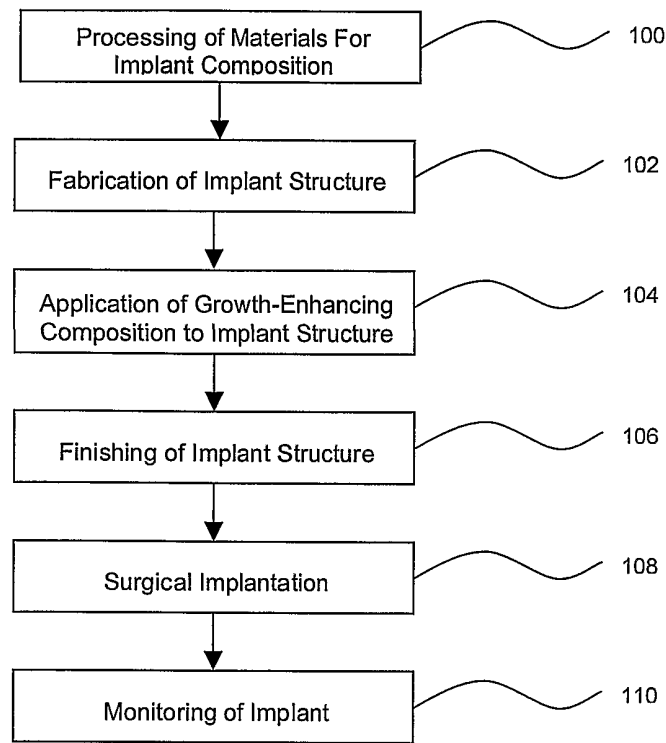 Processing of Materials For
Implant Composition
100
Fabrication of Implant Structure
102
Application of Growth-Enhancing
Composition to Implant Structure
104
Finishing of Implant Structure
106
Surgical Implantation
108
Monitoring of Implant
110